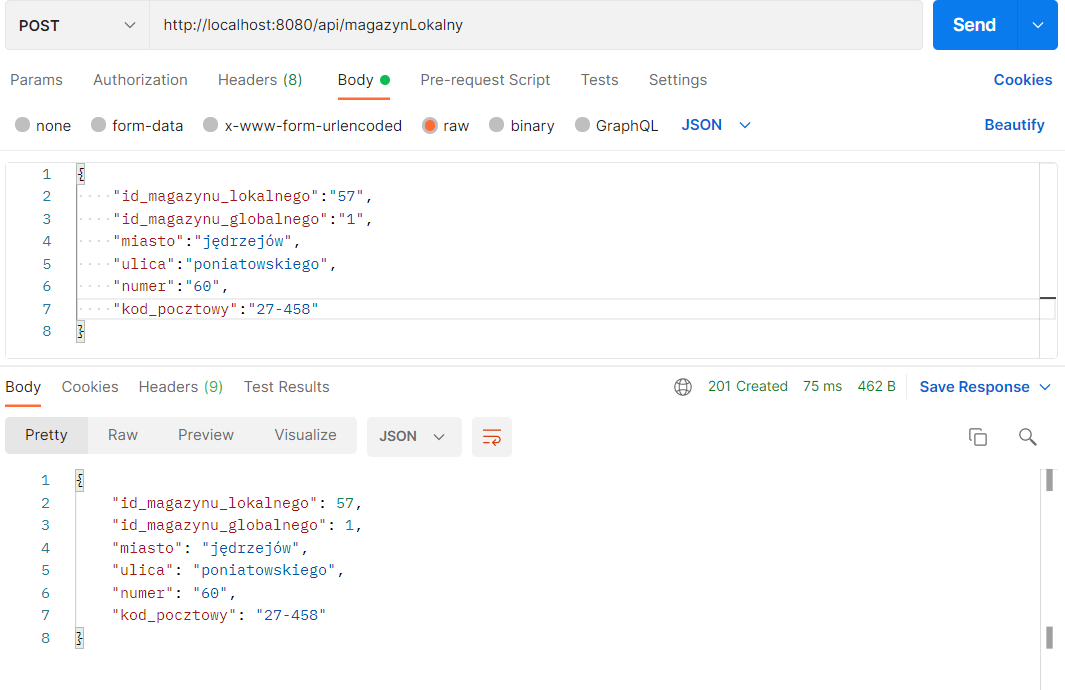 POST http://localhost:8080/api/magazynLokalny Send
Params Authorization Headers (8) Body Pre-request Script Tests Settings Cookies
none form-data x-www-form-urlencoded raw binary GraphQL JSON Beautify
1 {
2 ····"id_magazynu_lokalnego":"57",
3 ····"id_magazynu_globalnego":"1",
4 ····"miasto":"jędrzejów",
5 ····"ulica":"poniatowskiego",
6 ····"numer":"60",
7 ····"kod_pocztowy":"27-458"
8 }
Body Cookies Headers (9) Test Results 201 Created 75 ms 462 B Save Response
Pretty Raw Preview Visualize JSON
1 {
2 "id_magazynu_lokalnego": 57,
3 "id_magazynu_globalnego": 1,
4 "miasto": "jędrzejów",
5 "ulica": "poniatowskiego",
6 "numer": "60",
7 "kod_pocztowy": "27-458"
8 }